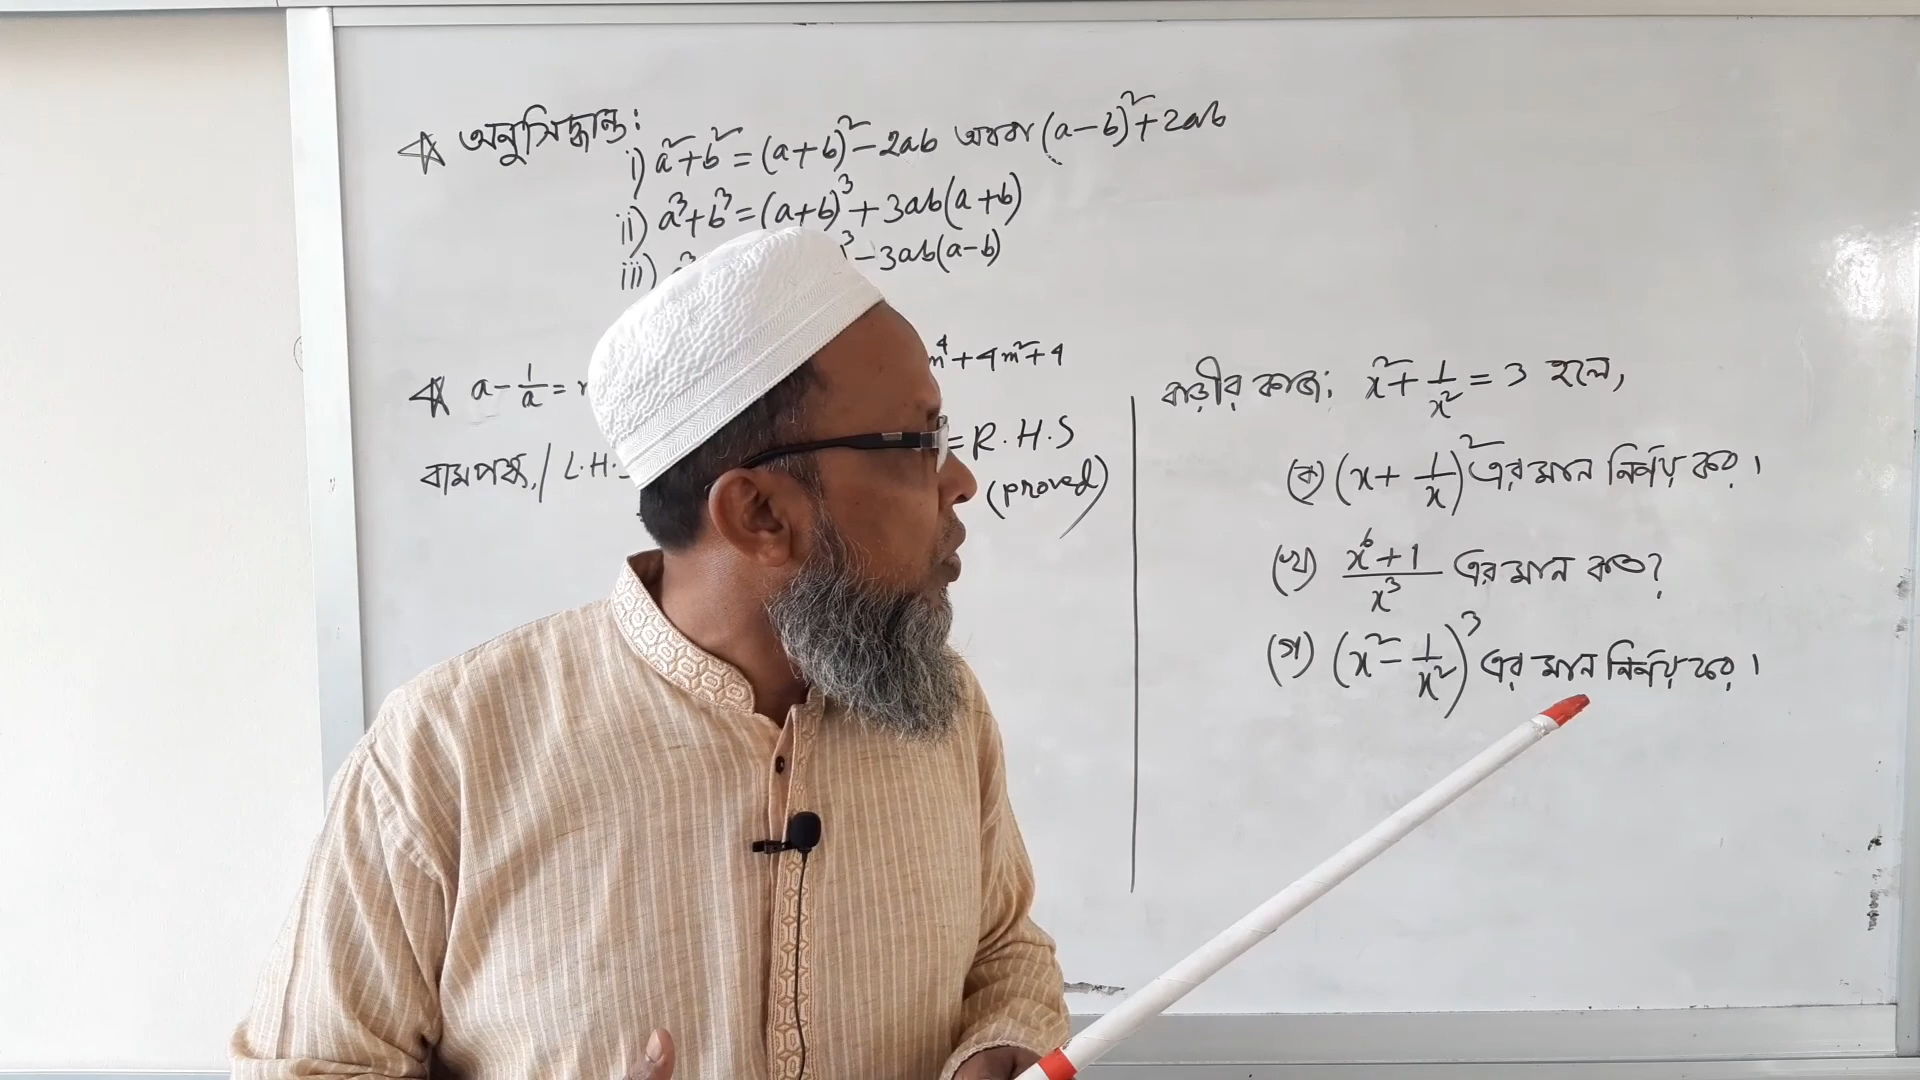 অনুসিদ্ধান্ত:
i) a²+b² = (a+b)² - 2ab অথবা (a-b)² + 2ab
ii) a³+b³ = (a+b)³ + 3ab(a+b)
iii) ³ - 3ab(a-b)
a - 1/a = m⁴ + 4m² + 4
বামপক্ষ / L.H. = R.H.S
(proved)
বাড়ীর কাজ: x² + 1/x² = 3 হলে,
(ক) (x + 1/x)² এর মান নির্ণয় কর।
(খ) x⁶+1/x³ এর মান কত?
(গ) (x² - 1/x²)³ এর মান নির্ণয় কর।